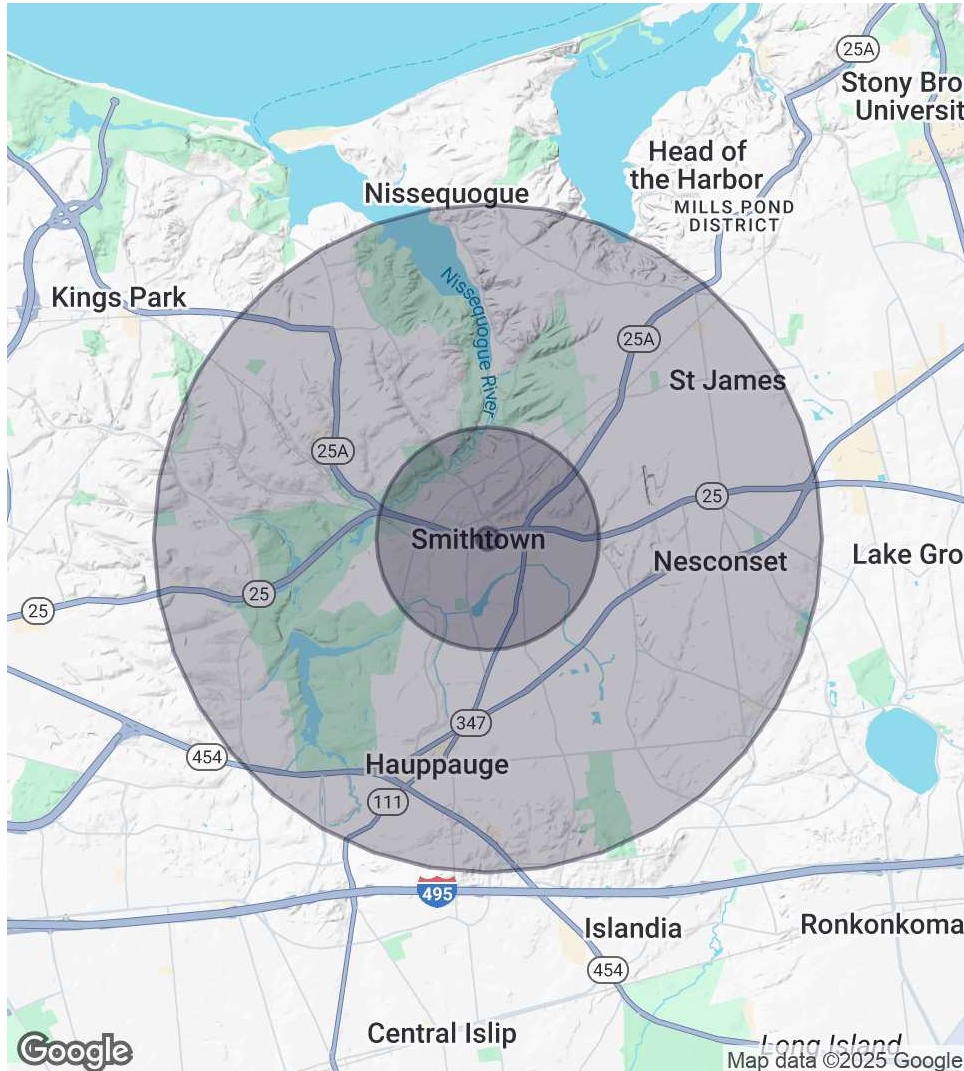 25A
Stony Bro
Universit
Head of
the Harbor
MILLS POND
DISTRICT
Nissequogue
Kings Park
Nissequogue River
25A
St James
25A
25
Smithtown
Nesconset
Lake Gro
25
25
347
454
Hauppauge
111
495
Islandia
Ronkonkoma
454
Central Islip
Long Island
Google
Map data ©2025 Google